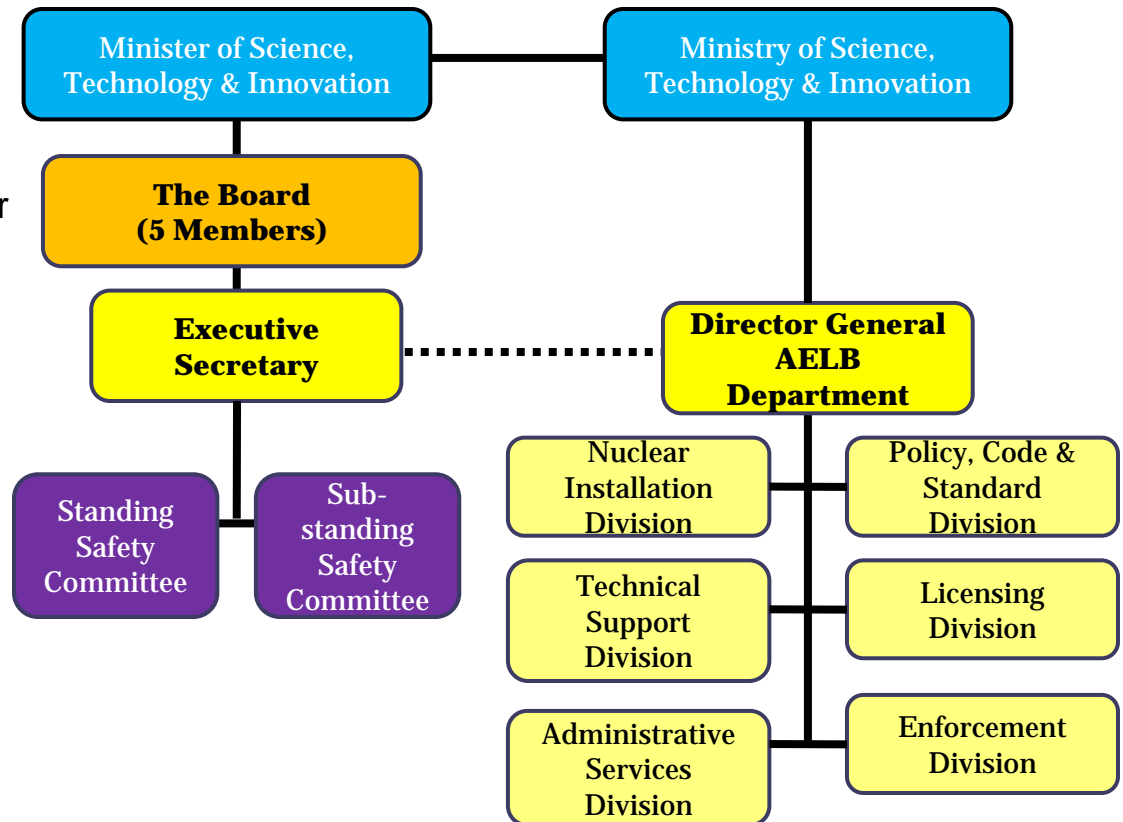 Minister of Science,
Technology & Innovation
Ministry of Science,
Technology & Innovation
r
The Board
(5 Members)
Executive
Secretary
Director General
AELB
Department
Standing
Safety
Committee
Sub-
standing
Safety
Committee
Nuclear
Installation
Division
Policy, Code &
Standard
Division
Technical
Support
Division
Licensing
Division
Administrative
Services
Division
Enforcement
Division